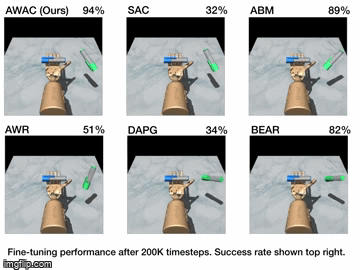 AWAC (Ours) 94% SAC 32% ABM 89%
AWR 51% DAPG 34% BEAR 82%
Fine-tuning performance after 200K timesteps. Success rate shown top right.
imgflip.com